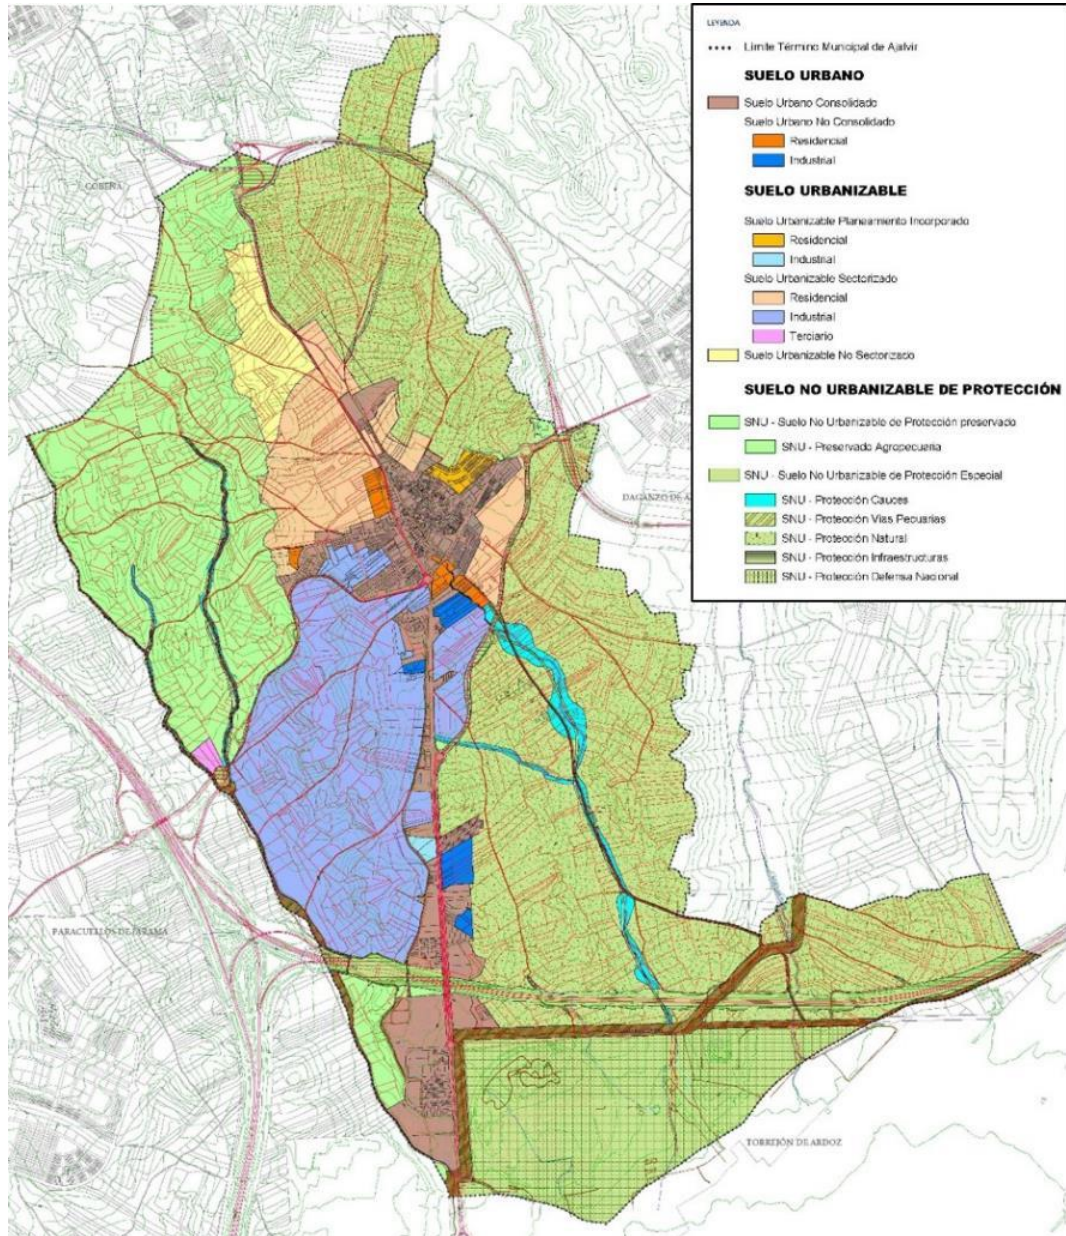 LEYENDA
Límite Término Municipal de Ajalvir
SUELO URBANO
Suelo Urbano Consolidado
Suelo Urbano No Consolidado
Residencial
Industrial
SUELO URBANIZABLE
Suelo Urbanizable Planeamiento Incorporado
Residencial
Industrial
Suelo Urbanizable Sectorizado
Residencial
Industrial
Terciario
Suelo Urbanizable No Sectorizado
SUELO NO URBANIZABLE DE PROTECCIÓN
SNU - Suelo No Urbanizable de Protección preservado
SNU - Preservado Agropecuaria
SNU - Suelo No Urbanizable de Protección Especial
SNU - Protección Cauces
SNU - Protección Vías Pecuarias
SNU - Protección Natural
SNU - Protección Infraestructuras
SNU - Protección Defensa Nacional
COBEÑA
DAGANZO DE A
PARACUELLOS DE JARAMA
TORREJÓN DE ARDOZ